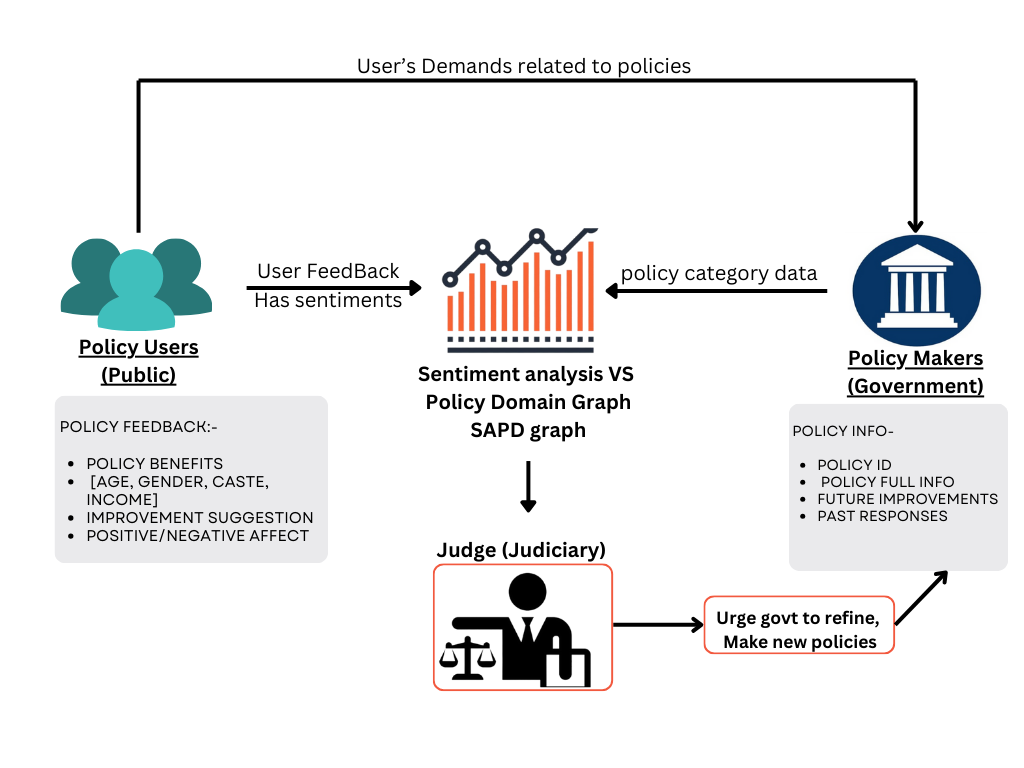 User’s Demands related to policies
User FeedBack
Has sentiments
policy category data
Policy Users
(Public)
Sentiment analysis VS
Policy Domain Graph
SAPD graph
Policy Makers
(Government)
POLICY FEEDBACK:-
• POLICY BENEFITS
• [AGE, GENDER, CASTE,
INCOME]
• IMPROVEMENT SUGGESTION
• POSITIVE/NEGATIVE AFFECT
POLICY INFO-
• POLICY ID
• POLICY FULL INFO
• FUTURE IMPROVEMENTS
• PAST RESPONSES
Judge (Judiciary)
Urge govt to refine,
Make new policies